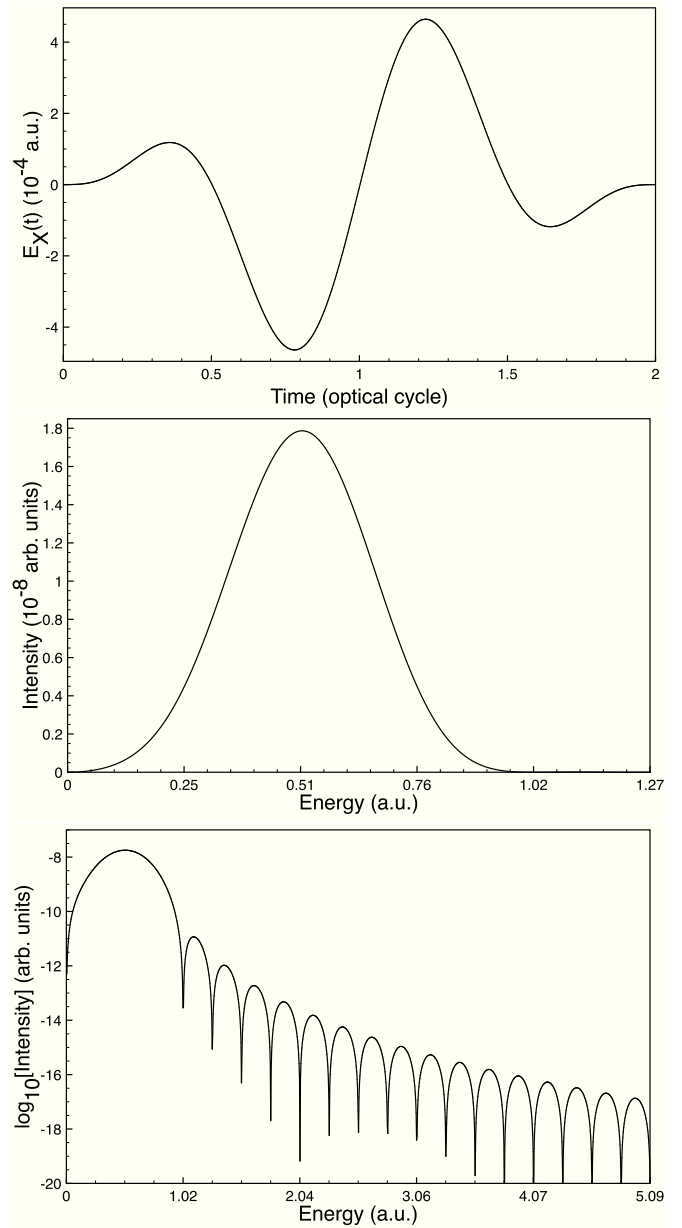 4
2
0
-2
-4
E_X(t) (10^-4 a.u.)
0 0.5 1 1.5 2
Time (optical cycle)
1.8
1.6
1.4
1.2
1
0.8
0.6
0.4
0.2
0
Intensity (10^-8 arb. units)
0 0.25 0.51 0.76 1.02 1.27
Energy (a.u.)
-8
-10
-12
-14
-16
-18
-20
log10[Intensity] (arb. units)
0 1.02 2.04 3.06 4.07 5.09
Energy (a.u.)